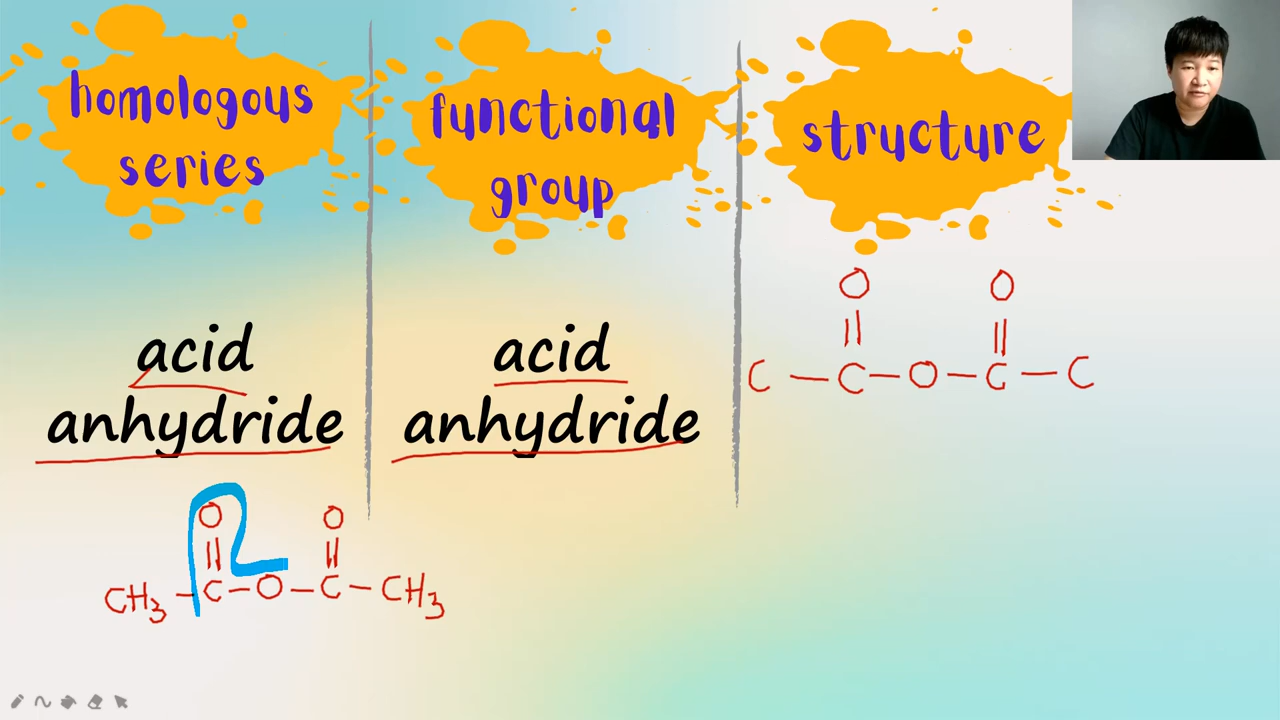 homologous
series
functional
group
structure
acid
anhydride
acid
anhydride
O O
|| ||
C — C — O — C — C
O O
|| ||
CH3 — C — O — C — CH3